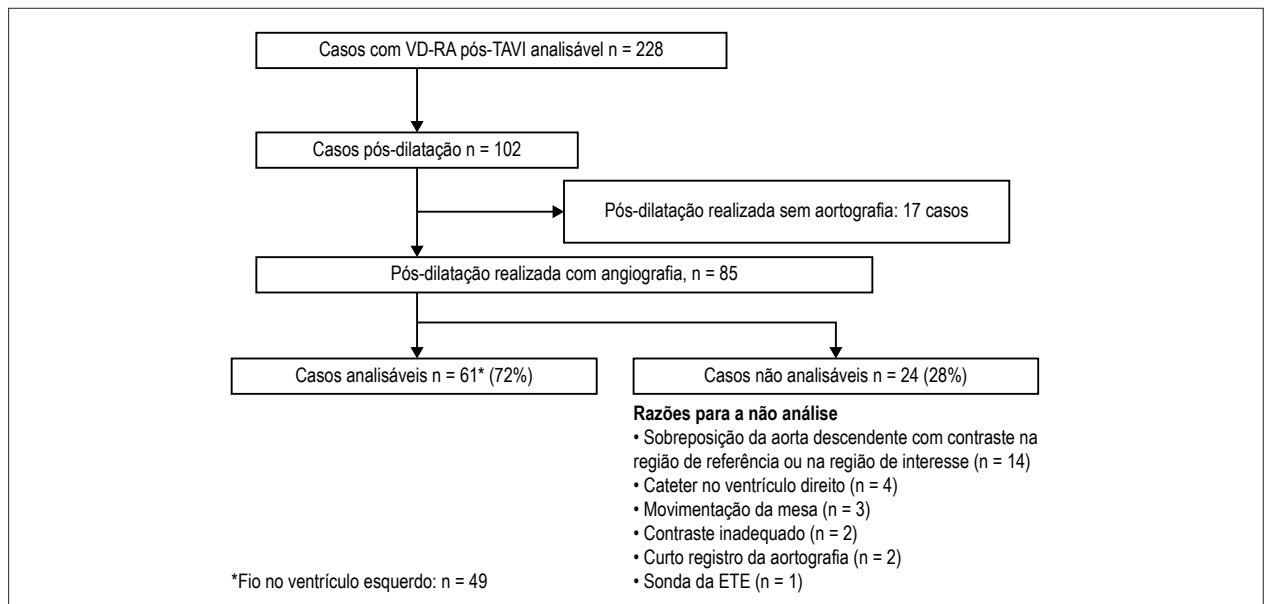 Casos com VD-RA pós-TAVI analisável n = 228
Casos pós-dilatação n = 102
Pós-dilatação realizada sem aortografia: 17 casos
Pós-dilatação realizada com angiografia, n = 85
Casos analisáveis n = 61* (72%)
Casos não analisáveis n = 24 (28%)
Razões para a não análise
• Sobreposição da aorta descendente com contraste na
região de referência ou na região de interesse (n = 14)
• Cateter no ventrículo direito (n = 4)
• Movimentação da mesa (n = 3)
• Contraste inadequado (n = 2)
• Curto registro da aortografia (n = 2)
• Sonda da ETE (n = 1)
*Fio no ventrículo esquerdo: n = 49